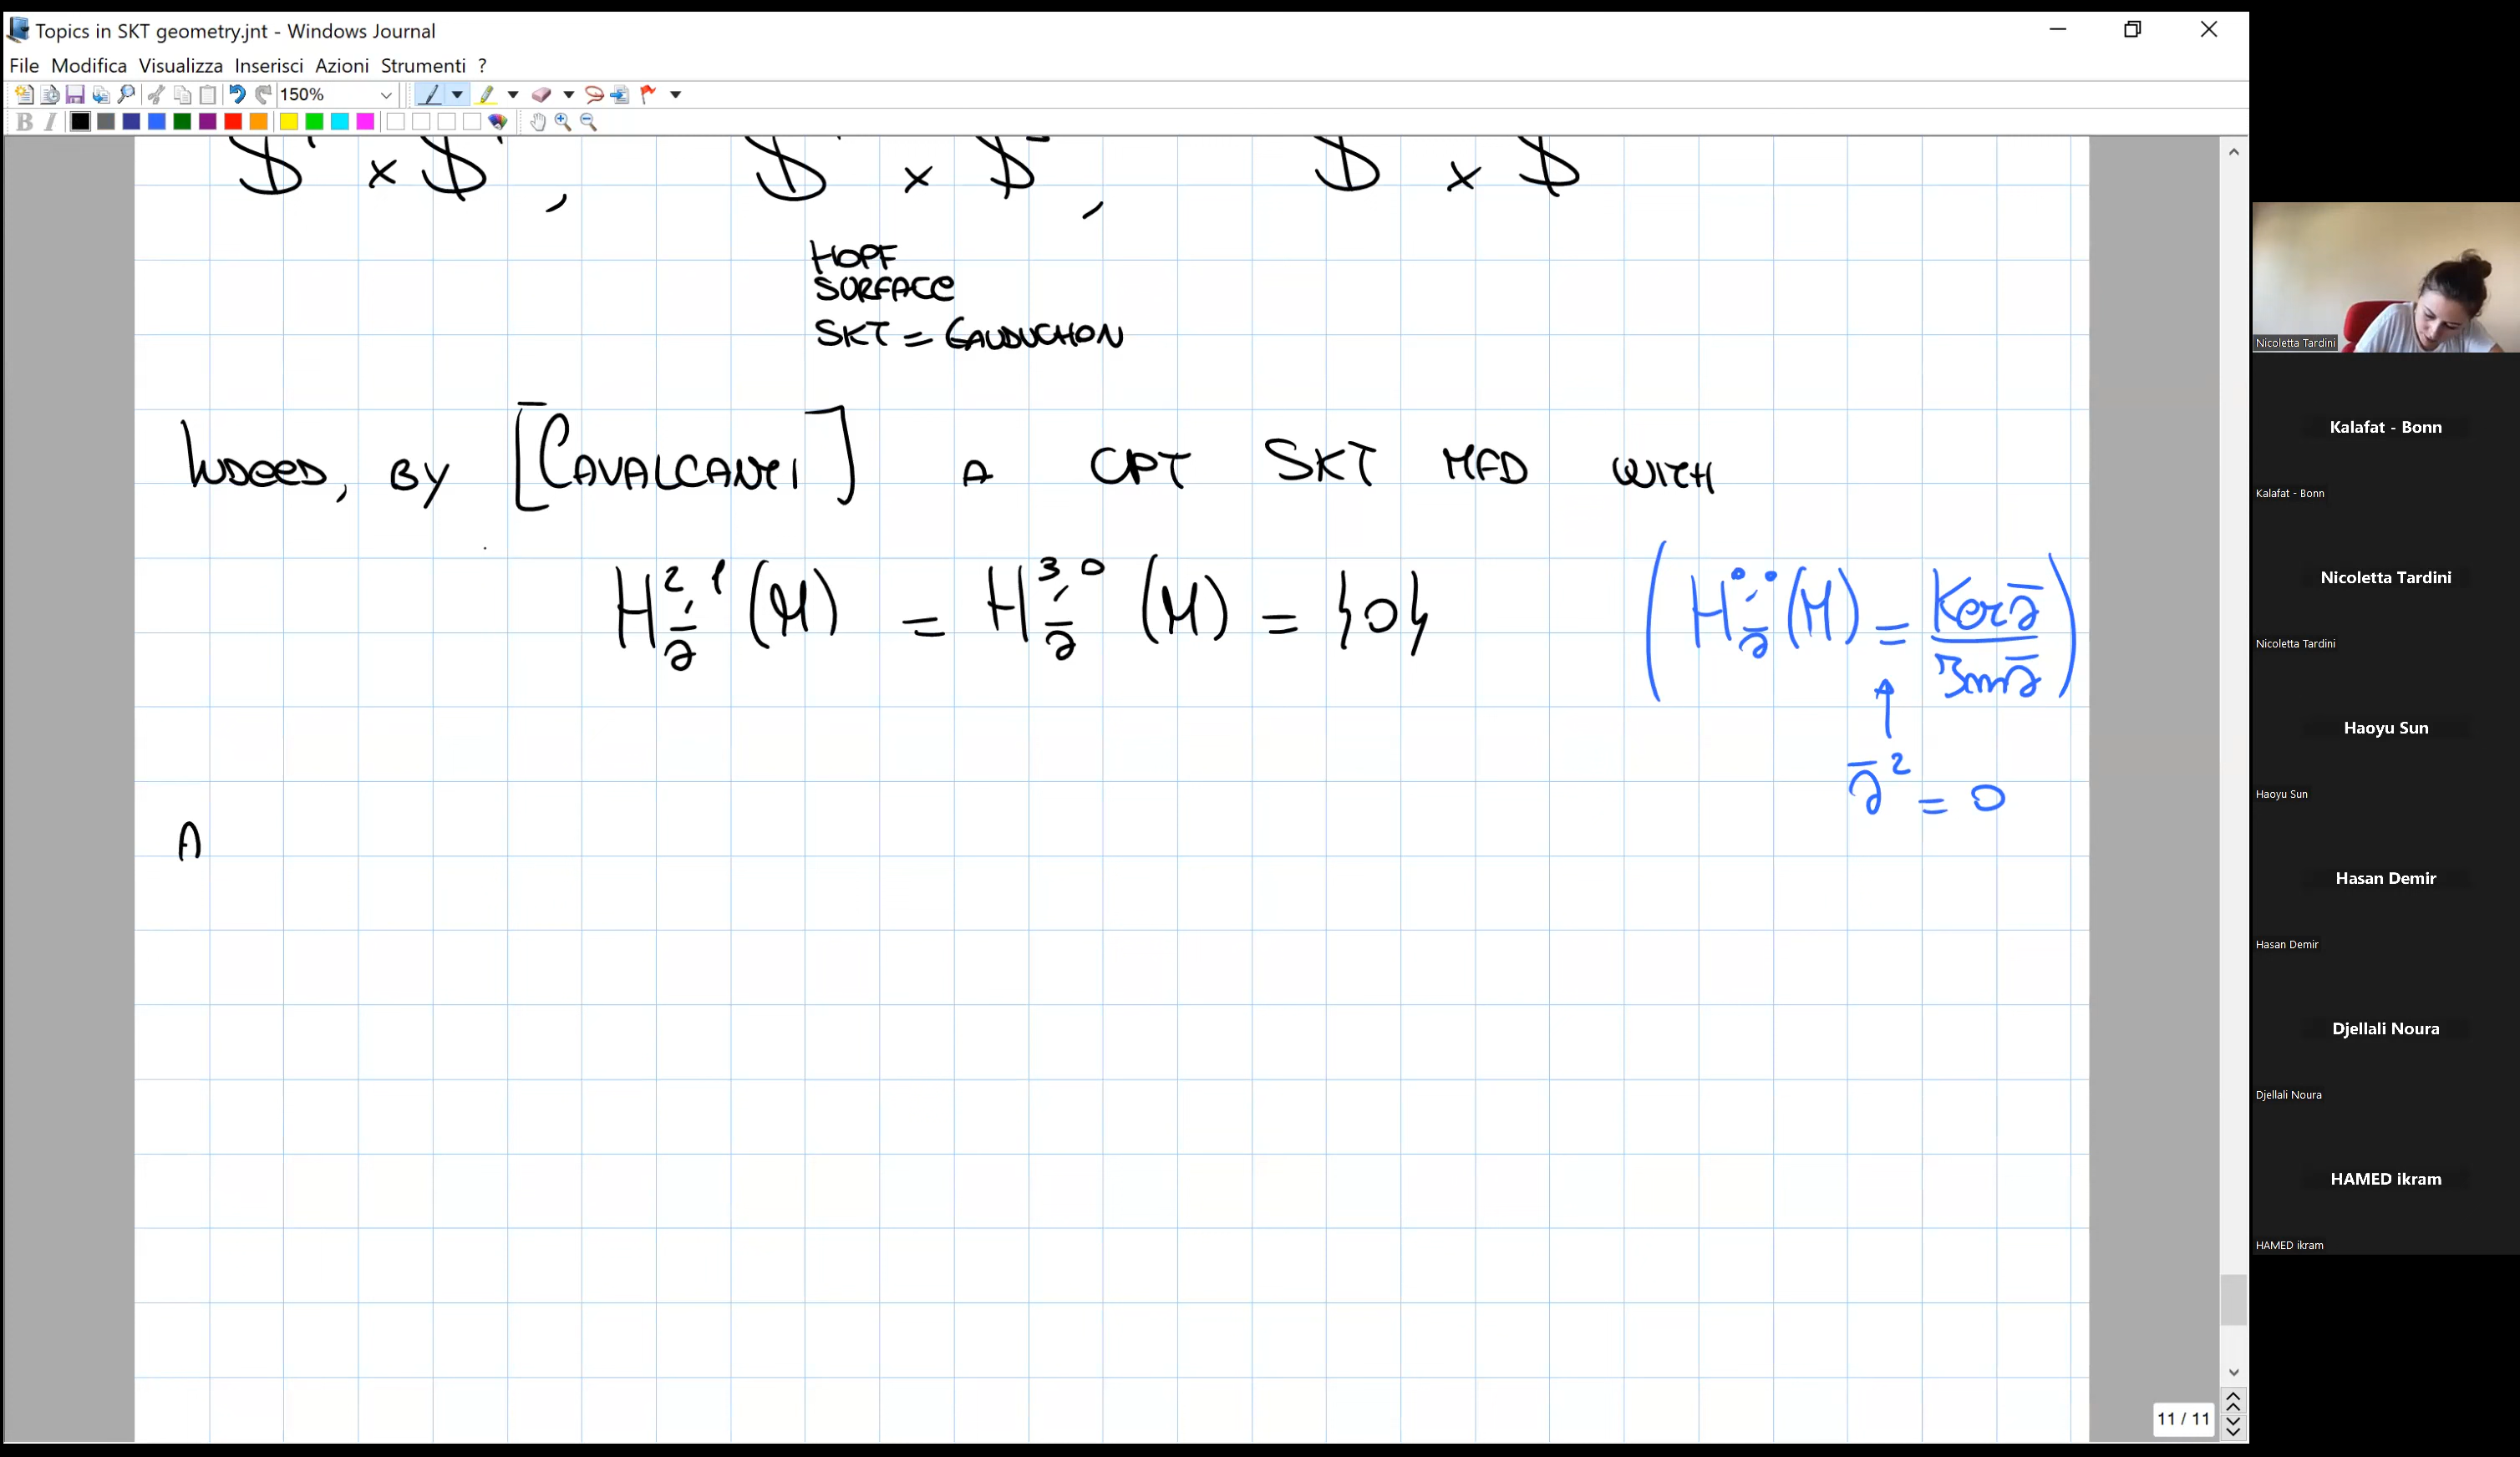 Topics in SKT geometry.jnt - Windows Journal
File Modifica Visualizza Inserisci Azioni Strumenti ?
150%
B I
S¹ × S¹, S × S, S × S
HOPF
SURFACE
SKT = GAUDUCHON
INDEED, BY [CAVALCANTI] A CPT SKT MFD WITH
H^{2,1}_{∂̄}(M) = H^{3,0}_{∂̄}(M) = {0} (H^{•,•}_{∂̄}(M) = Ker ∂̄ / Im ∂̄)
↑
∂̄² = 0
A
11 / 11
Nicoletta Tardini
Kalafat - Bonn
Kalafat - Bonn
Nicoletta Tardini
Nicoletta Tardini
Haoyu Sun
Haoyu Sun
Hasan Demir
Hasan Demir
Djellali Noura
Djellali Noura
HAMED ikram
HAMED ikram